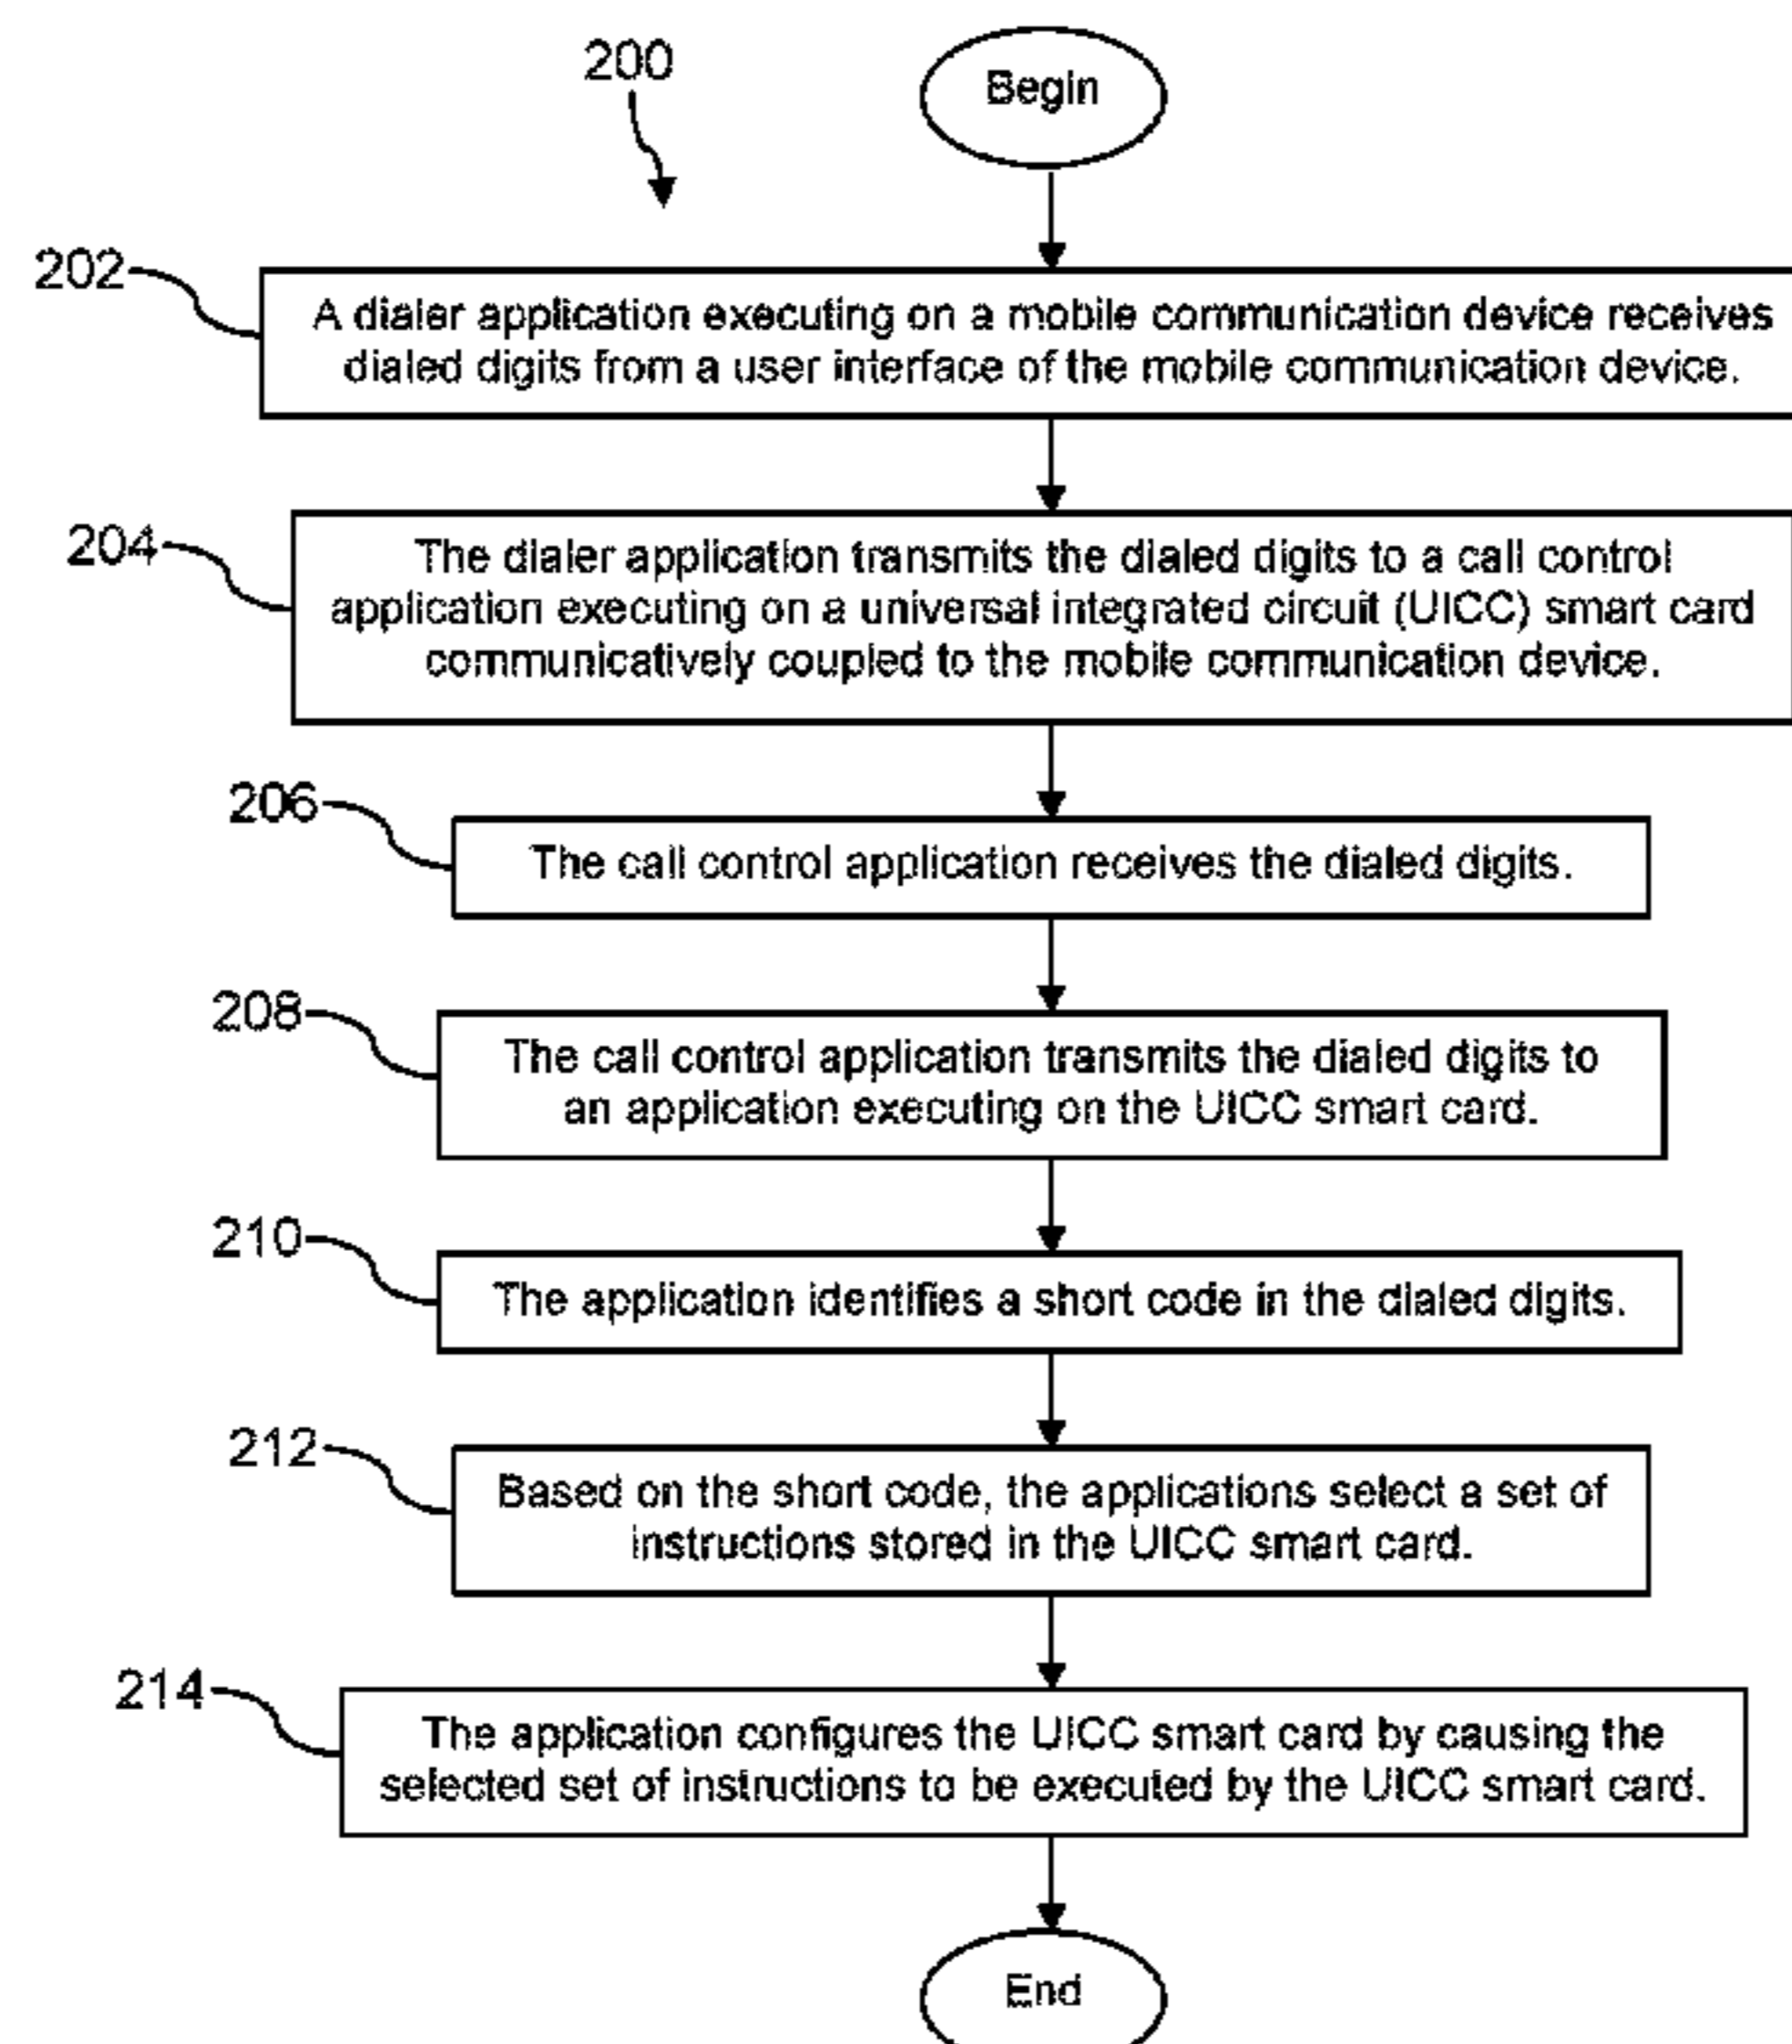 200
Begin
202
A dialer application executing on a mobile communication device receives
dialed digits from a user interface of the mobile communication device.
204
The dialer application transmits the dialed digits to a call control
application executing on a universal integrated circuit (UICC) smart card
communicatively coupled to the mobile communication device.
206
The call control application receives the dialed digits.
208
The call control application transmits the dialed digits to
an application executing on the UICC smart card.
210
The application identifies a short code in the dialed digits.
212
Based on the short code, the applications select a set of
instructions stored in the UICC smart card.
214
The application configures the UICC smart card by causing the
selected set of instructions to be executed by the UICC smart card.
End